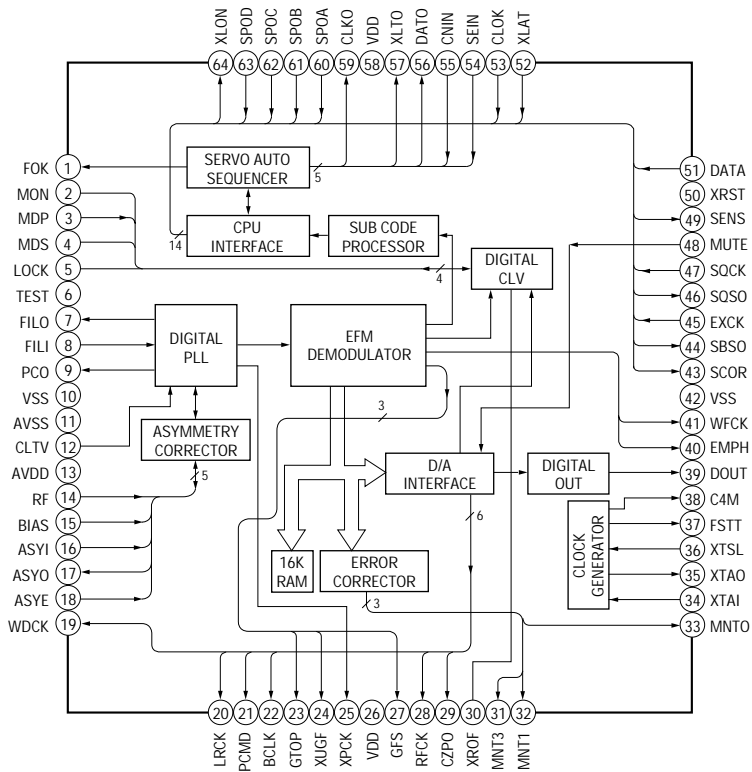 XLON
SPOD
SPOC
SPOB
SPOA
CLKO
VDD
XLTO
DATO
CNIN
SEIN
CLOK
XLAT
64
63
62
61
60
59
58
57
56
55
54
53
52
FOK 1
MON 2
MDP 3
MDS 4
LOCK 5
TEST 6
FILO 7
FILI 8
PCO 9
VSS 10
AVSS 11
CLTV 12
AVDD 13
RF 14
BIAS 15
ASYI 16
ASYO 17
ASYE 18
WDCK 19
SERVO AUTO
SEQUENCER
5
CPU
INTERFACE
14
SUB CODE
PROCESSOR
DIGITAL
CLV
4
DIGITAL
PLL
EFM
DEMODULATOR
3
ASYMMETRY
CORRECTOR
5
D/A
INTERFACE
6
DIGITAL
OUT
16K
RAM
ERROR
CORRECTOR
3
CLOCK
GENERATOR
51 DATA
50 XRST
49 SENS
48 MUTE
47 SQCK
46 SQSO
45 EXCK
44 SBSO
43 SCOR
42 VSS
41 WFCK
40 EMPH
39 DOUT
38 C4M
37 FSTT
36 XTSL
35 XTAO
34 XTAI
33 MNTO
20
21
22
23
24
25
26
27
28
29
30
31
32
LRCK
PCMD
BCLK
GTOP
XUGF
XPCK
VDD
GFS
RFCK
CZPO
XROF
MNT3
MNT1